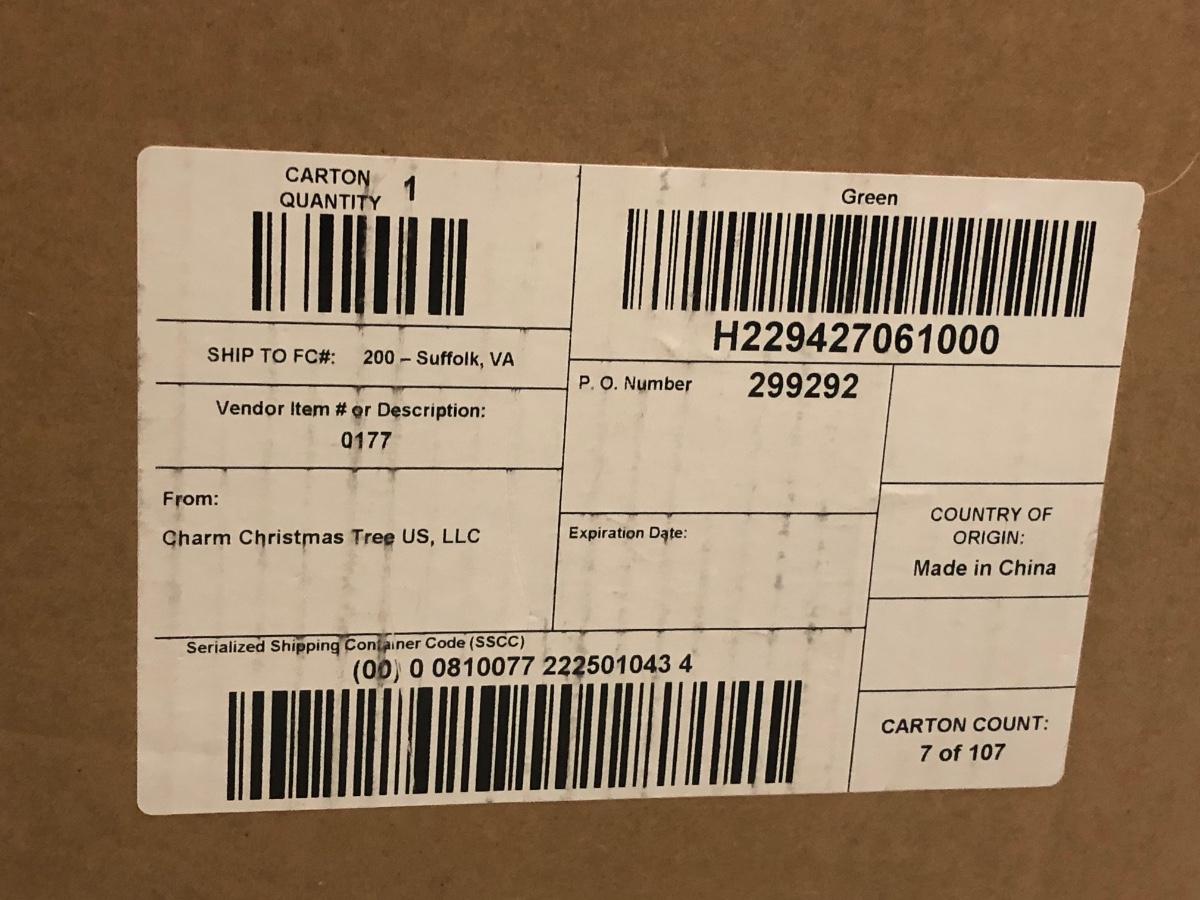 CARTON
QUANTITY 1
Green
H229427061000
SHIP TO FC#: 200 – Suffolk, VA
P. O. Number 299292
Vendor Item # or Description:
0177
From:
Charm Christmas Tree US, LLC
Expiration Date:
COUNTRY OF
ORIGIN:
Made in China
Serialized Shipping Container Code (SSCC)
(00) 0 0810077 222501043 4
CARTON COUNT:
7 of 107